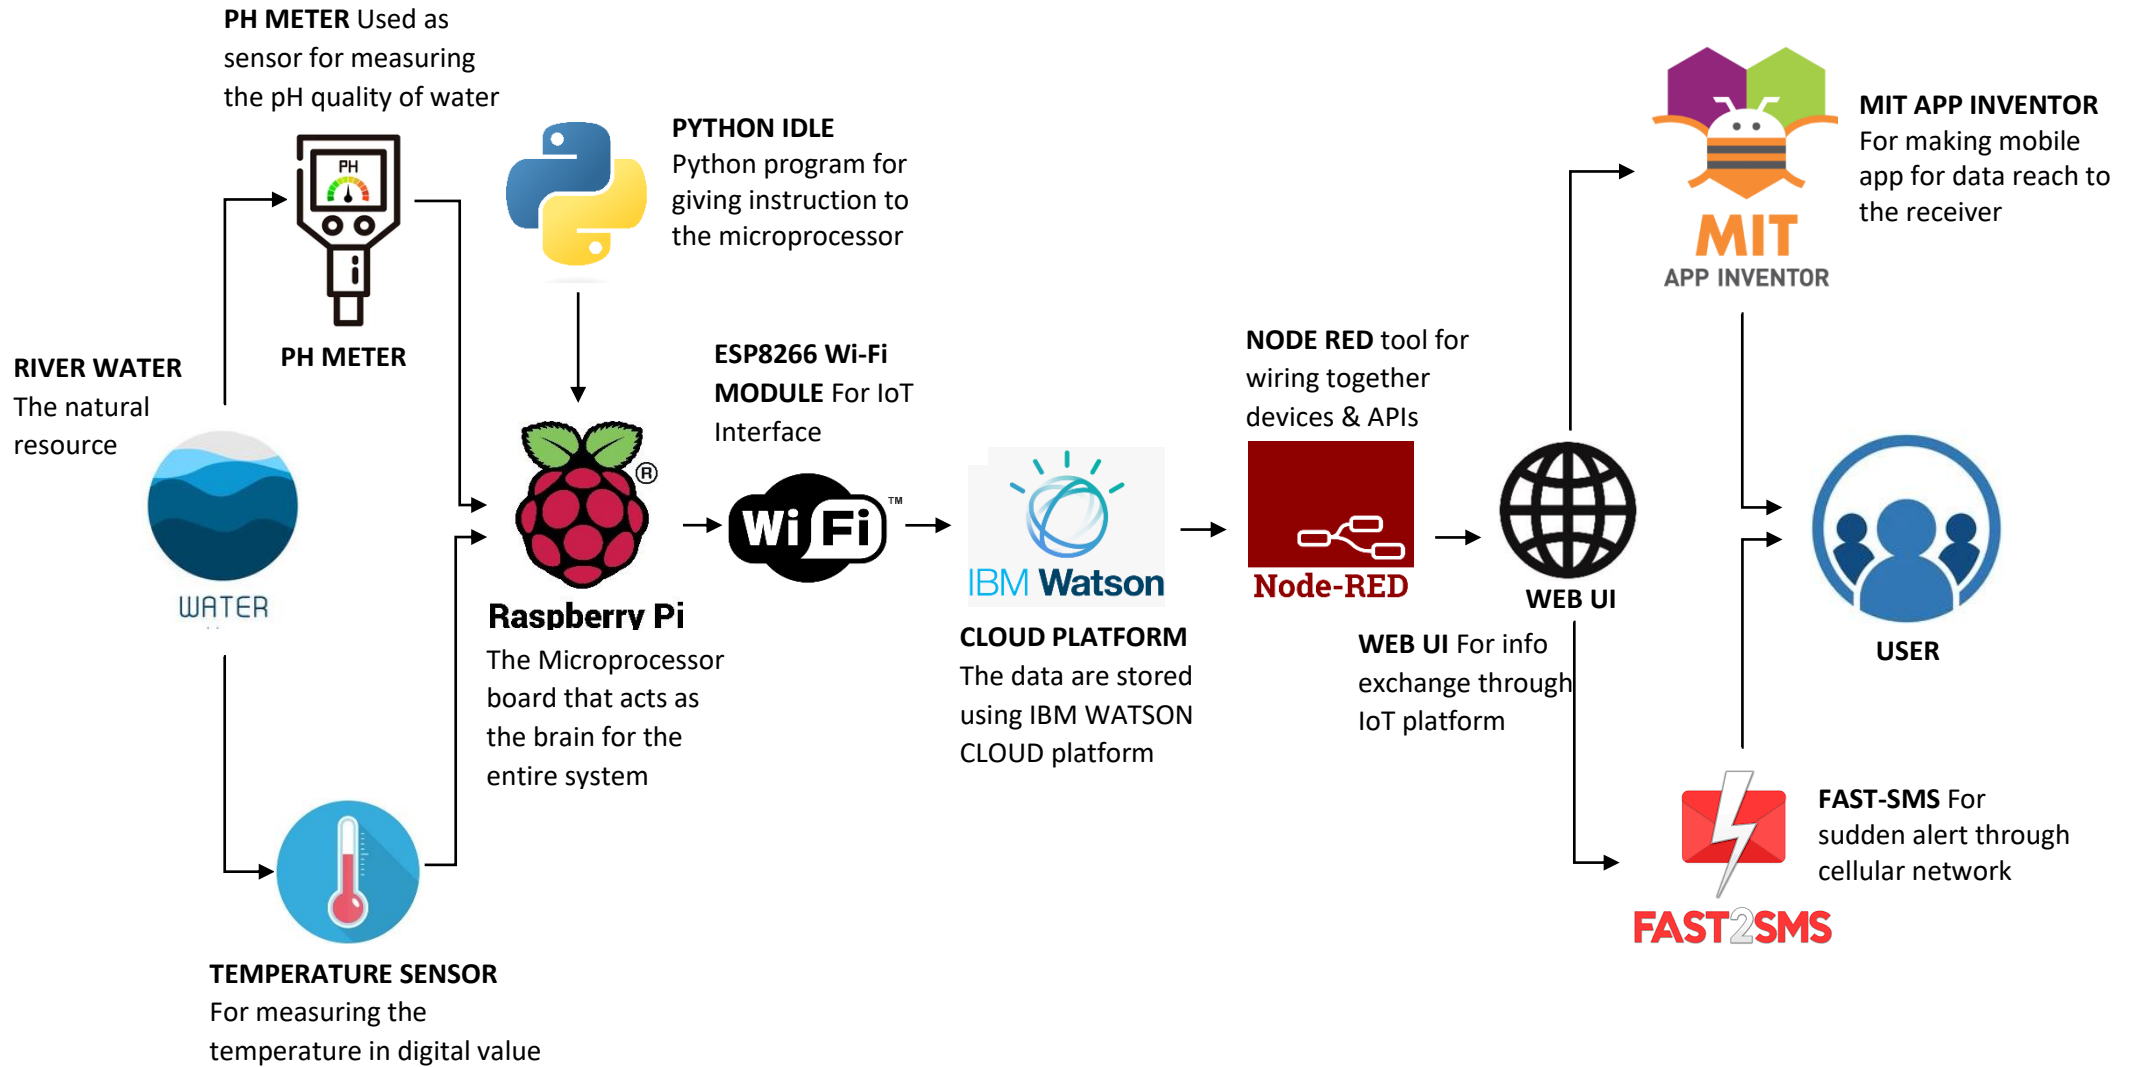 PH METER Used as
sensor for measuring
the pH quality of water
PH
PH METER
PYTHON IDLE
Python program for
giving instruction to
the microprocessor
RIVER WATER
The natural
resource
WATER
ESP8266 Wi-Fi
MODULE For IoT
Interface
®
Raspberry Pi
The Microprocessor
board that acts as
the brain for the
entire system
Wi Fi ™
IBM Watson
CLOUD PLATFORM
The data are stored
using IBM WATSON
CLOUD platform
NODE RED tool for
wiring together
devices & APIs
Node-RED
WEB UI
WEB UI For info
exchange through
IoT platform
MIT
APP INVENTOR
MIT APP INVENTOR
For making mobile
app for data reach to
the receiver
USER
FAST-SMS For
sudden alert through
cellular network
FAST2SMS
TEMPERATURE SENSOR
For measuring the
temperature in digital value